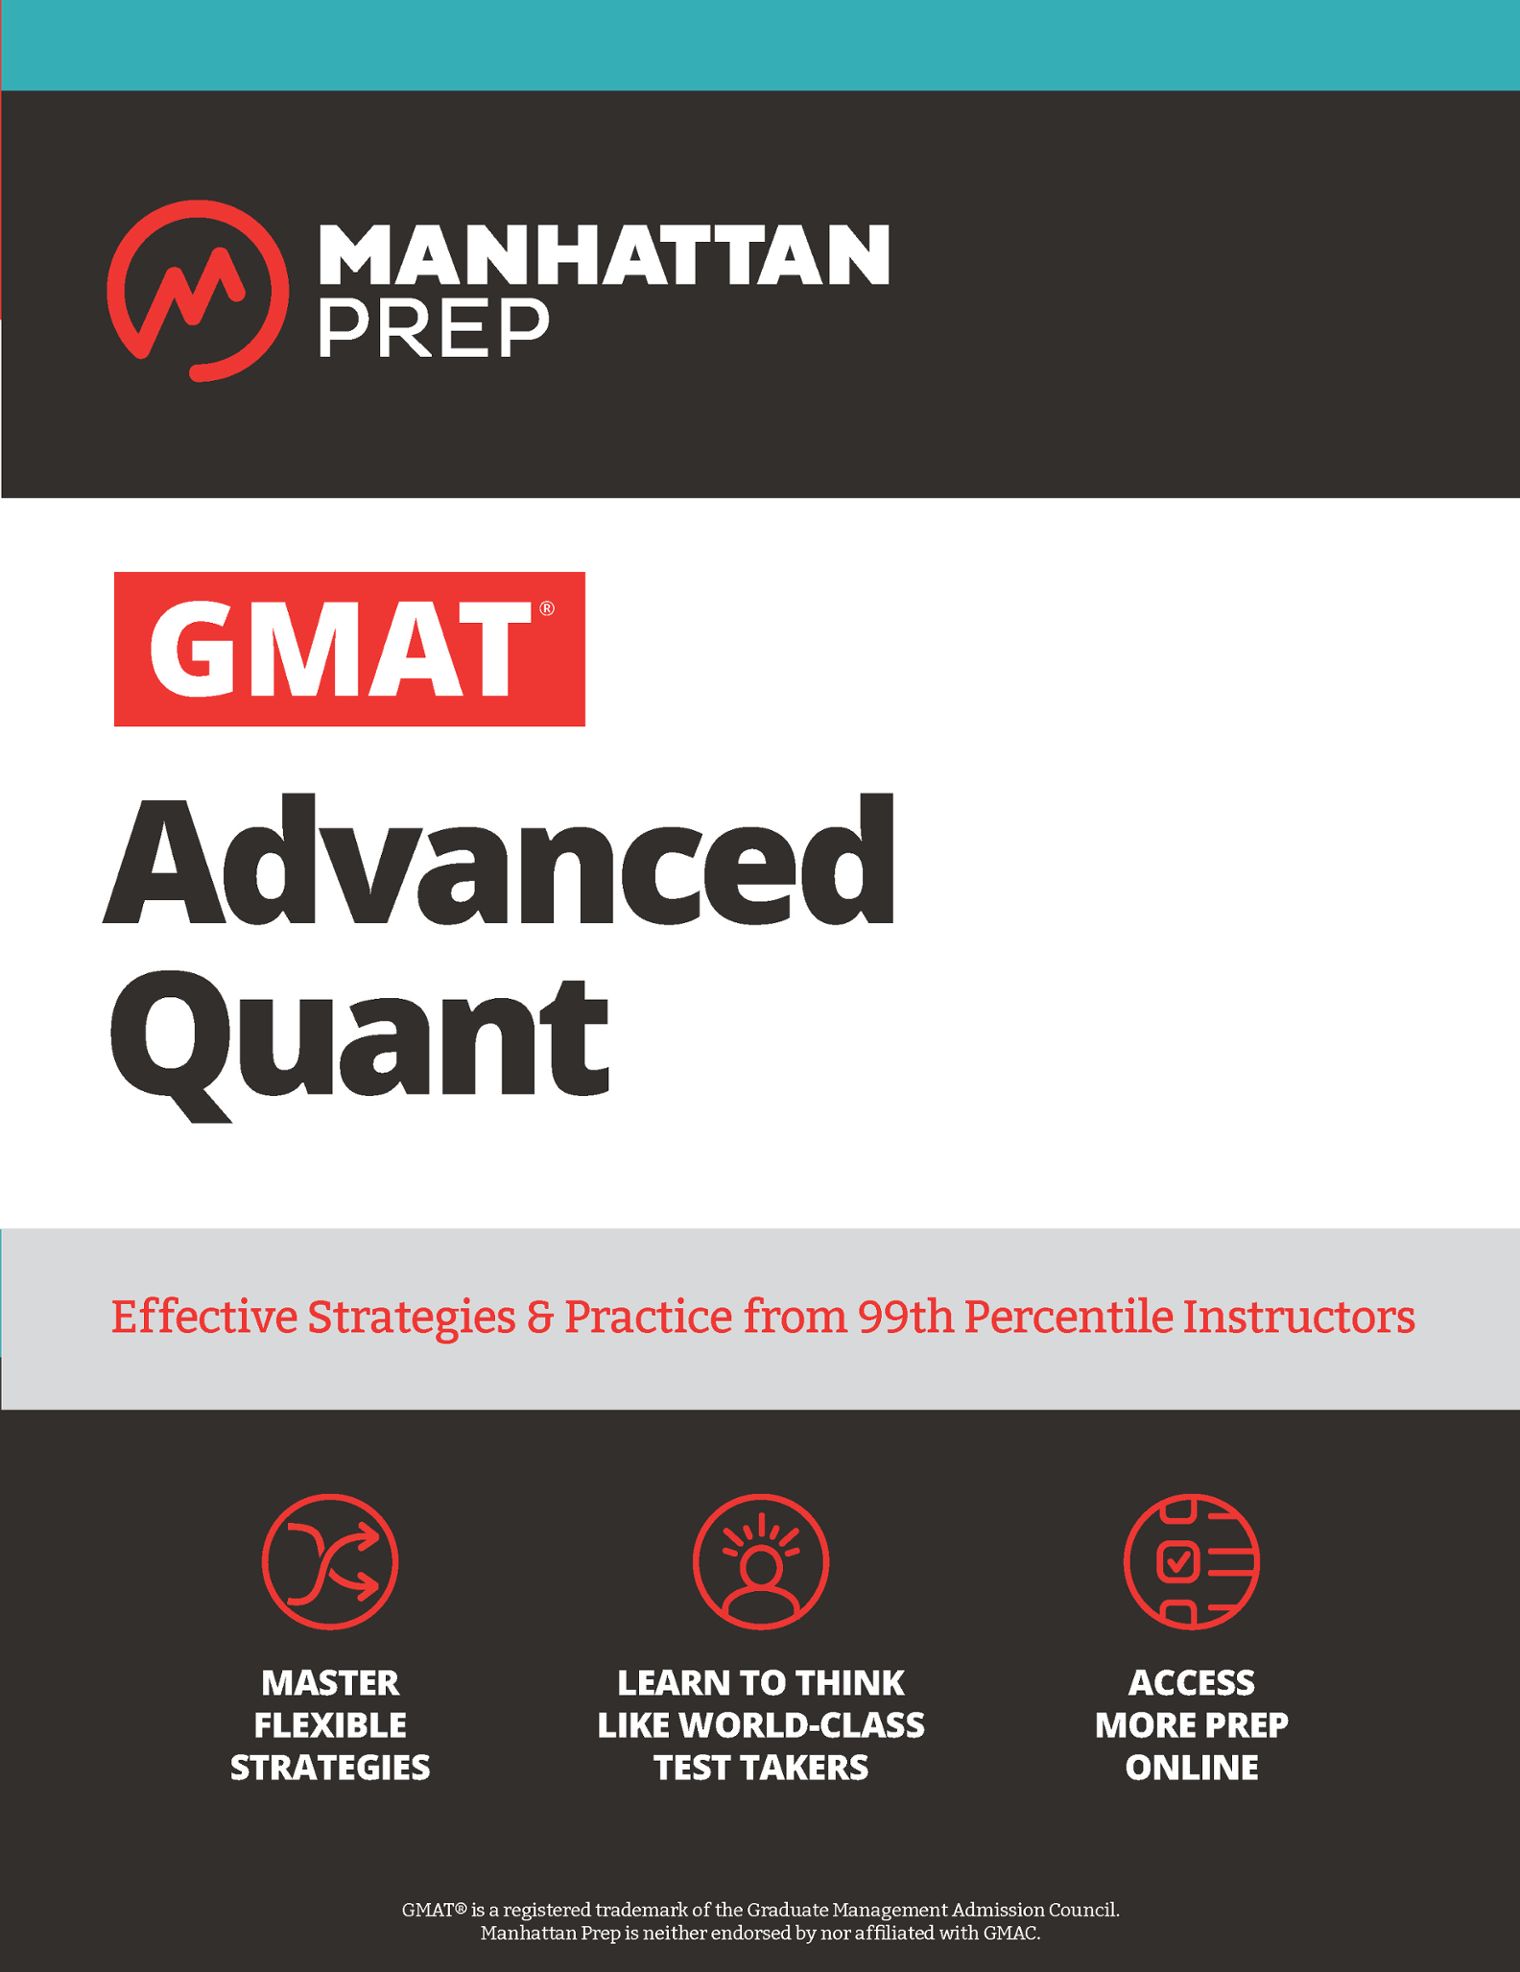 MANHATTAN
PREP
GMAT®
Advanced
Quant
Effective Strategies & Practice from 99th Percentile Instructors
MASTER
FLEXIBLE
STRATEGIES
LEARN TO THINK
LIKE WORLD-CLASS
TEST TAKERS
ACCESS
MORE PREP
ONLINE
GMAT® is a registered trademark of the Graduate Management Admission Council.
Manhattan Prep is neither endorsed by nor affiliated with GMAC.